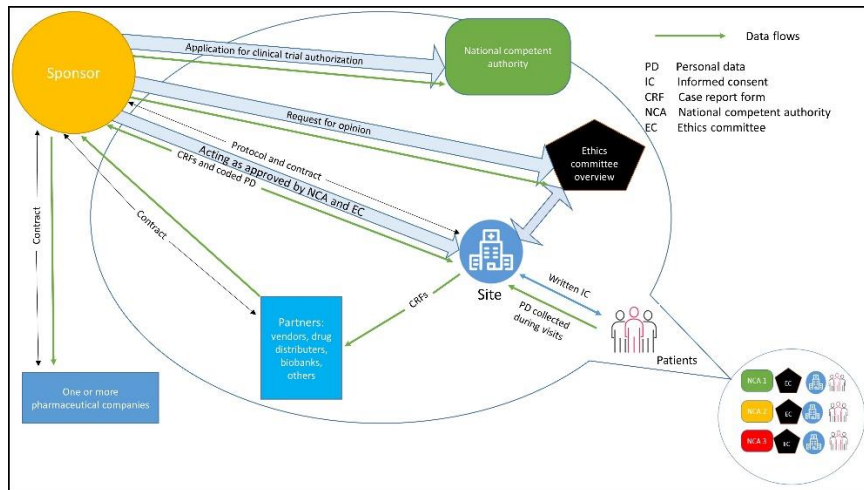 Sponsor
Application for clinical trial authorization
National competent
authority
Data flows
PD Personal data
IC Informed consent
CRF Case report form
NCA National competent authority
EC Ethics committee
Request for opinion
Ethics
committee
overview
Protocol and contract
Acting as approved by NCA and EC
CRFs and coded PD
Contract
Contract
Site
Written IC
PD collected
during visits
CRFs
Patients
Partners:
vendors, drug
distributers,
biobanks,
others
One or more
pharmaceutical companies
NCA 1 EC
NCA 2 EC
NCA 3 EC